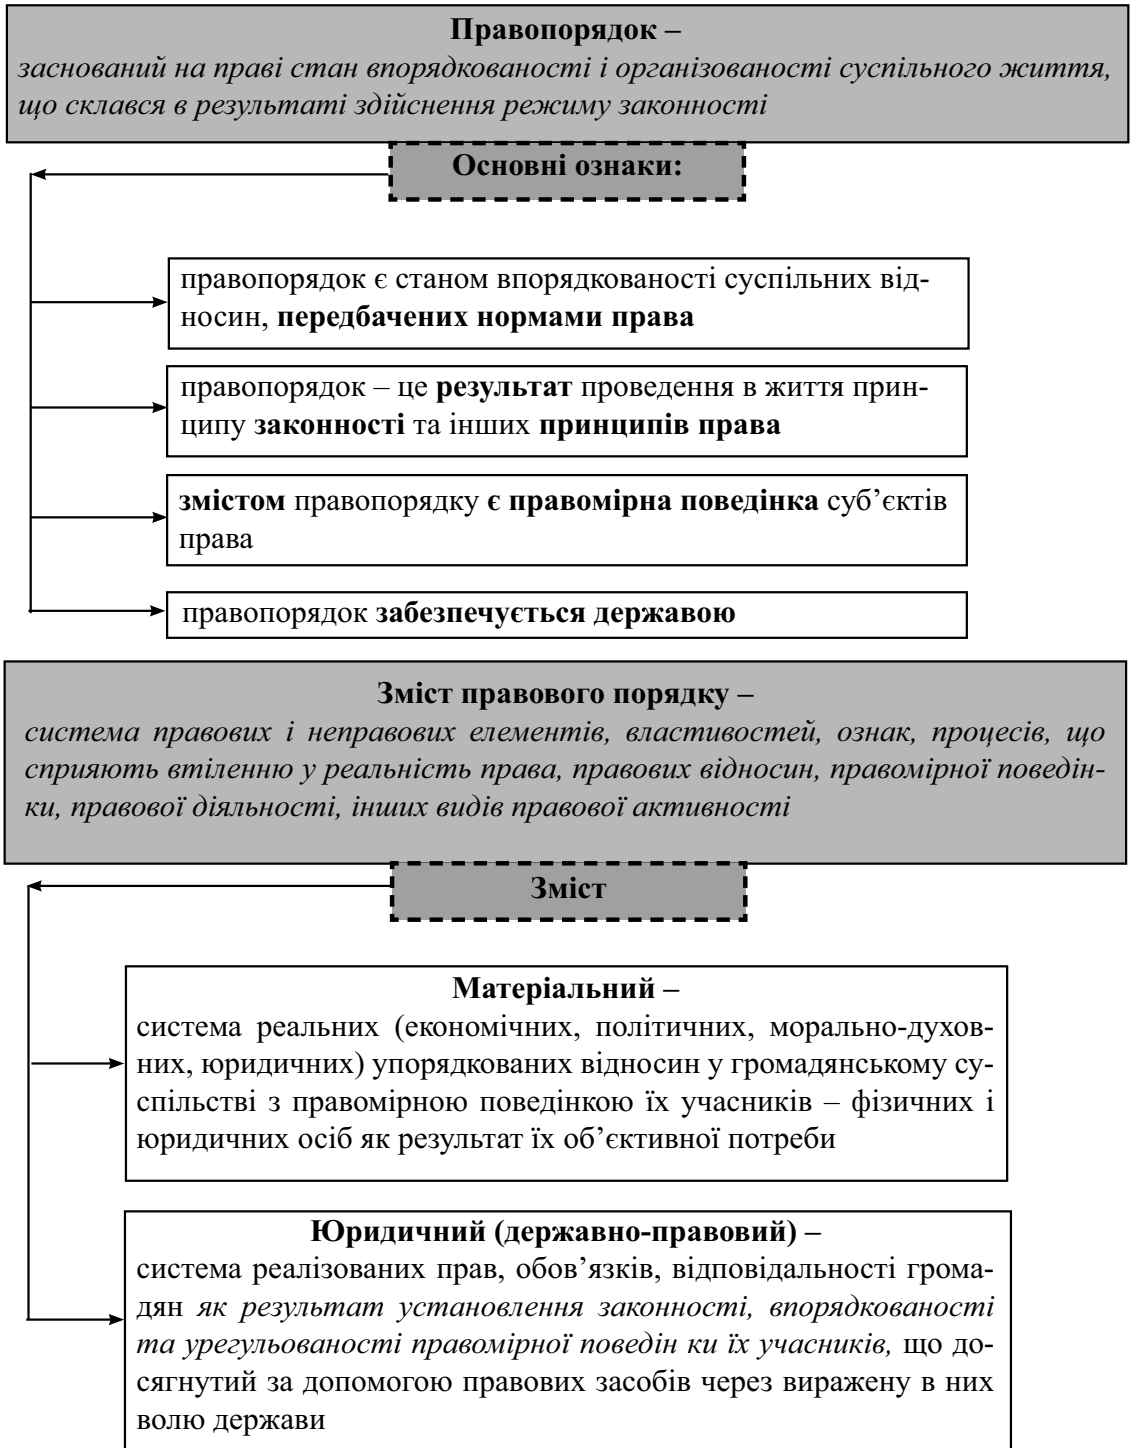 Правопорядок –
заснований на праві стан впорядкованості і організованості суспільного життя,
що склався в результаті здійснення режиму законності
Основні ознаки:
правопорядок є станом впорядкованості суспільних від-
носин, передбачених нормами права
правопорядок – це результат проведення в життя прин-
ципу законності та інших принципів права
змістом правопорядку є правомірна поведінка суб’єктів
права
правопорядок забезпечується державою
Зміст правового порядку –
система правових і неправових елементів, властивостей, ознак, процесів, що
сприяють втіленню у реальність права, правових відносин, правомірної поведін-
ки, правової діяльності, інших видів правової активності
Зміст
Матеріальний –
система реальних (економічних, політичних, морально-духов-
них, юридичних) упорядкованих відносин у громадянському су-
спільстві з правомірною поведінкою їх учасників – фізичних і
юридичних осіб як результат їх об’єктивної потреби
Юридичний (державно-правовий) –
система реалізованих прав, обов’язків, відповідальності грома-
дян як результат установлення законності, впорядкованості
та урегульованості правомірної поведін ки їх учасників, що до-
сягнутий за допомогою правових засобів через виражену в них
волю держави